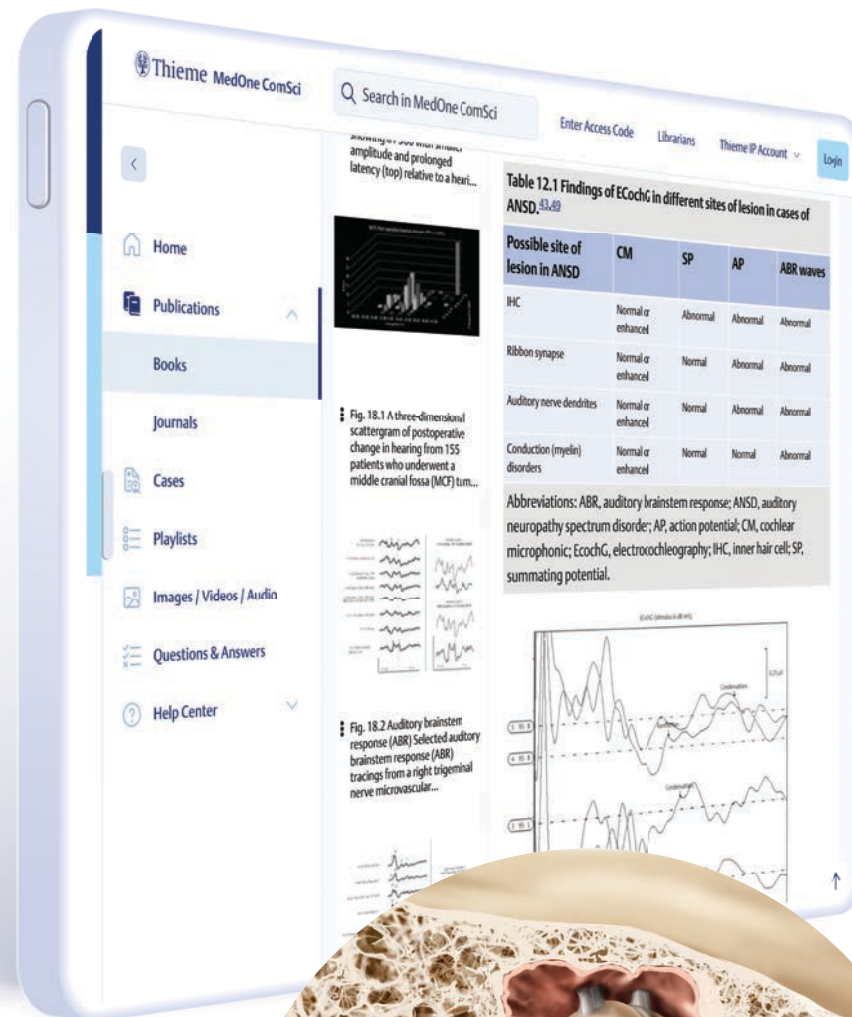 Thieme MedOne ComSci
Search in MedOne ComSci
Enter Access Code
Librarians
Thieme IP Account
Login
Home
Publications
Books
Journals
Cases
Playlists
Images / Videos / Audio
Questions & Answers
Help Center
amplitude and prolonged
latency (top) relative to a heari...
Fig. 18.1 A three-dimensional
scattergram of postoperative
change in hearing from 155
patients who underwent a
middle cranial fossa (MCF) tum...
Fig. 18.2 Auditory brainstem
response (ABR) Selected auditory
brainstem response (ABR)
tracings from a right trigeminal
nerve microvascular...
Table 12.1 Findings of ECochG in different sites of lesion in cases of
ANSD.43,49
Possible site of
lesion in ANSD
CM
SP
AP
ABR waves
IHC
Normal or
enhanced
Abnormal
Abnormal
Abnormal
Ribbon synapse
Normal or
enhanced
Normal
Abnormal
Abnormal
Auditory nerve dendrites
Normal or
enhanced
Normal
Abnormal
Abnormal
Conduction (myelin)
disorders
Normal or
enhanced
Normal
Normal
Abnormal
Abbreviations: ABR, auditory brainstem response; ANSD, auditory
neuropathy spectrum disorder; AP, action potential; CM, cochlear
microphonic; EcochG, electrocochleography; IHC, inner hair cell; SP,
summating potential.
Condensation
Condensation